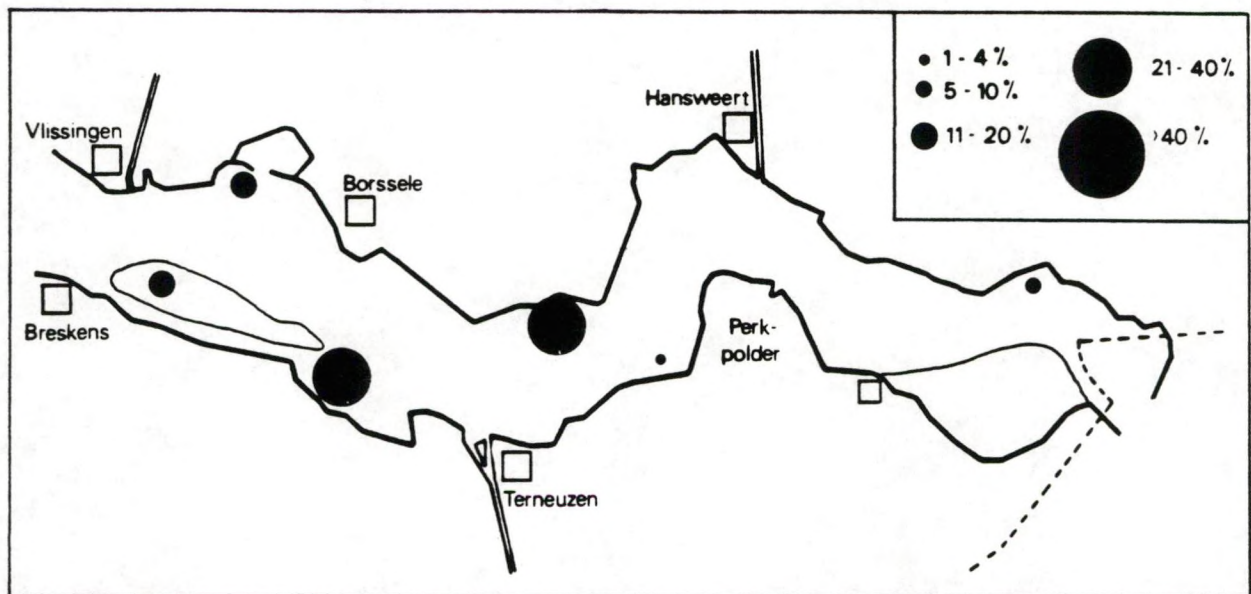 1 - 4 %
5 - 10 %
11 - 20 %
21 - 40 %
>40 %
Hansweert
Vlissingen
Borssele
Breskens
Perk-
polder
Terneuzen